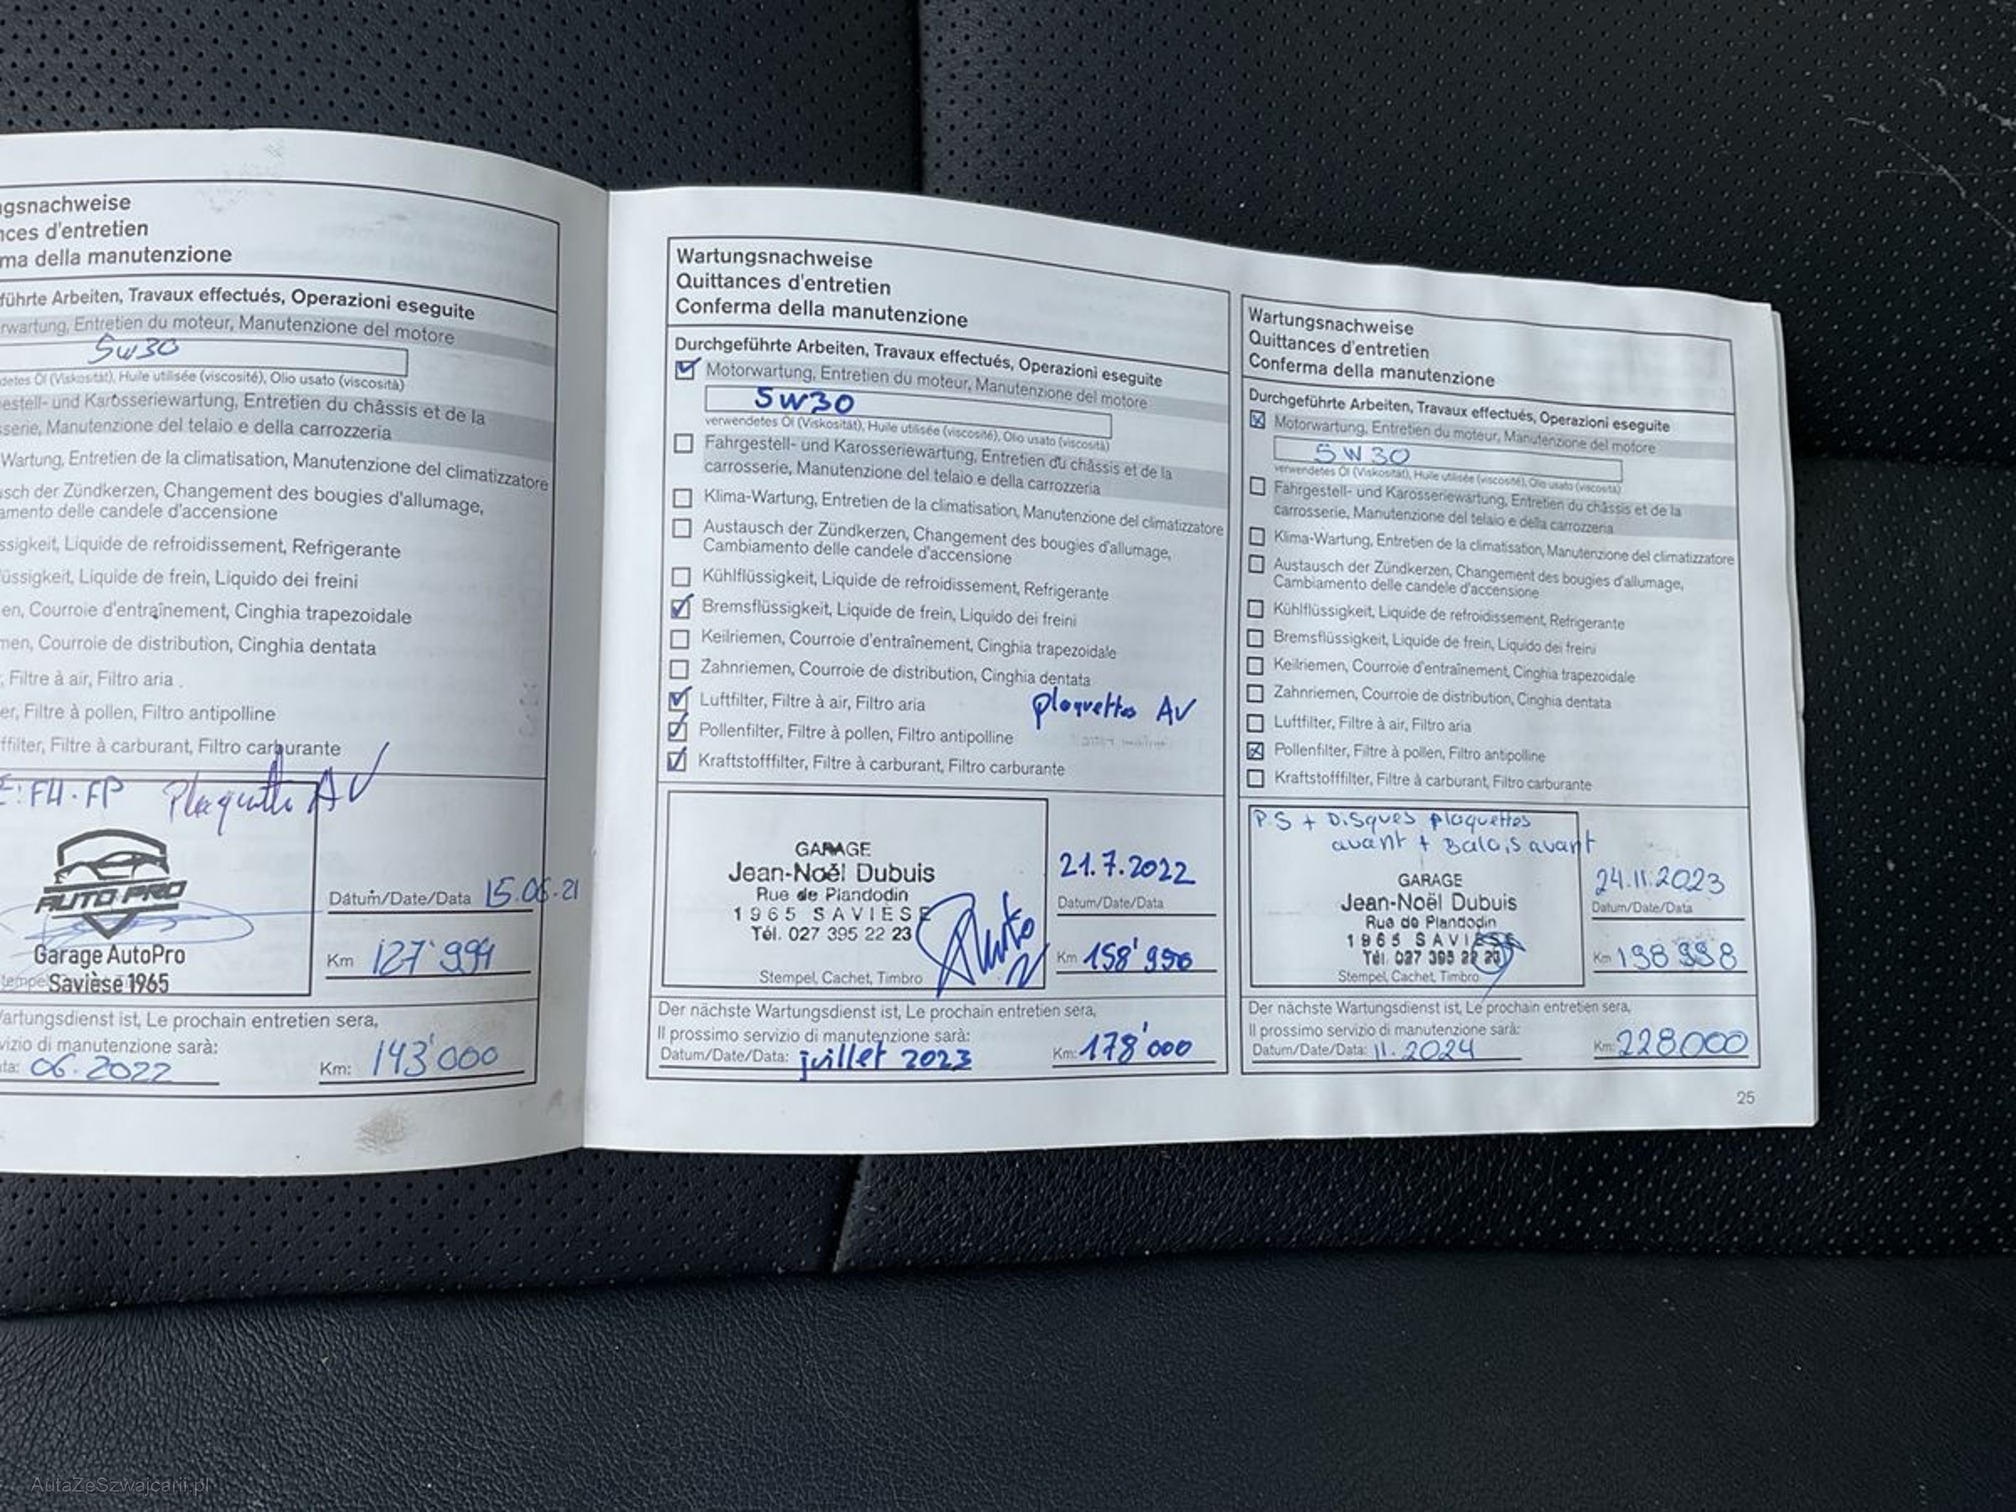 gsnachweise
ces d'entretien
ma della manutenzione
führte Arbeiten, Travaux effectués, Operazioni eseguite
rwartung, Entretien du moteur, Manutenzione del motore
5W30
detes Öl (Viskosität), Huile utilisée (viscosité), Olio usato (viscosità)
estell- und Karosseriewartung, Entretien du châssis et de la
sserie, Manutenzione del telaio e della carrozzeria
Wartung, Entretien de la climatisation, Manutenzione del climatizzatore
sch der Zündkerzen, Changement des bougies d'allumage,
amento delle candele d'accensione
ssigkeit, Liquide de refroidissement, Refrigerante
üssigkeit, Liquide de frein, Liquido dei freini
en, Courroie d'entraînement, Cinghia trapezoidale
men, Courroie de distribution, Cinghia dentata
, Filtre à air, Filtro aria
er, Filtre à pollen, Filtro antipolline
ffilter, Filtre à carburant, Filtro carburante
FH. FP Plaquette AV
AUTO PRO
Garage AutoPro
Savièse 1965
Datum/Date/Data 15.06.21
Km 127'994
artungsdienst ist, Le prochain entretien sera,
vizio di manutenzione sarà:
ta: 06.2022 Km: 143'000
Wartungsnachweise
Quittances d'entretien
Conferma della manutenzione
Durchgeführte Arbeiten, Travaux effectués, Operazioni eseguite
Motorwartung, Entretien du moteur, Manutenzione del motore
5W30
verwendetes Öl (Viskosität), Huile utilisée (viscosité), Olio usato (viscosità)
Fahrgestell- und Karosseriewartung, Entretien du châssis et de la
carrosserie, Manutenzione del telaio e della carrozzeria
Klima-Wartung, Entretien de la climatisation, Manutenzione del climatizzatore
Austausch der Zündkerzen, Changement des bougies d'allumage,
Cambiamento delle candele d'accensione
Kühlflüssigkeit, Liquide de refroidissement, Refrigerante
Bremsflüssigkeit, Liquide de frein, Liquido dei freini
Keilriemen, Courroie d'entraînement, Cinghia trapezoidale
Zahnriemen, Courroie de distribution, Cinghia dentata
Luftfilter, Filtre à air, Filtro aria
plaquettes AV
Pollenfilter, Filtre à pollen, Filtro antipolline
Kraftstofffilter, Filtre à carburant, Filtro carburante
GARAGE
Jean-Noël Dubuis
Rue de Plandodin
1965 SAVIÈSE
Tél. 027 395 22 23
Stempel, Cachet, Timbro
21.7.2022
Datum/Date/Data
Km 158'990
Der nächste Wartungsdienst ist, Le prochain entretien sera,
Il prossimo servizio di manutenzione sarà:
Datum/Date/Data: juillet 2023 Km: 178'000
Wartungsnachweise
Quittances d'entretien
Conferma della manutenzione
Durchgeführte Arbeiten, Travaux effectués, Operazioni eseguite
Motorwartung, Entretien du moteur, Manutenzione del motore
5W30
verwendetes Öl (Viskosität), Huile utilisée (viscosité), Olio usato (viscosità)
Fahrgestell- und Karosseriewartung, Entretien du châssis et de la
carrosserie, Manutenzione del telaio e della carrozzeria
Klima-Wartung, Entretien de la climatisation, Manutenzione del climatizzatore
Austausch der Zündkerzen, Changement des bougies d'allumage,
Cambiamento delle candele d'accensione
Kühlflüssigkeit, Liquide de refroidissement, Refrigerante
Bremsflüssigkeit, Liquide de frein, Liquido dei freini
Keilriemen, Courroie d'entraînement, Cinghia trapezoidale
Zahnriemen, Courroie de distribution, Cinghia dentata
Luftfilter, Filtre à air, Filtro aria
Pollenfilter, Filtre à pollen, Filtro antipolline
Kraftstofffilter, Filtre à carburant, Filtro carburante
P.S + Disques plaquettes
avant + Balais avant
GARAGE
Jean-Noël Dubuis
Rue de Plandodin
1965 SAVIÈSE
Tél. 027 395 22 23
Stempel, Cachet, Timbro
24.11.2023
Datum/Date/Data
Km 198 998
Der nächste Wartungsdienst ist, Le prochain entretien sera,
Il prossimo servizio di manutenzione sarà:
Datum/Date/Data: 11.2024 Km: 228000
25
AutaZeSzwajcarii.pl